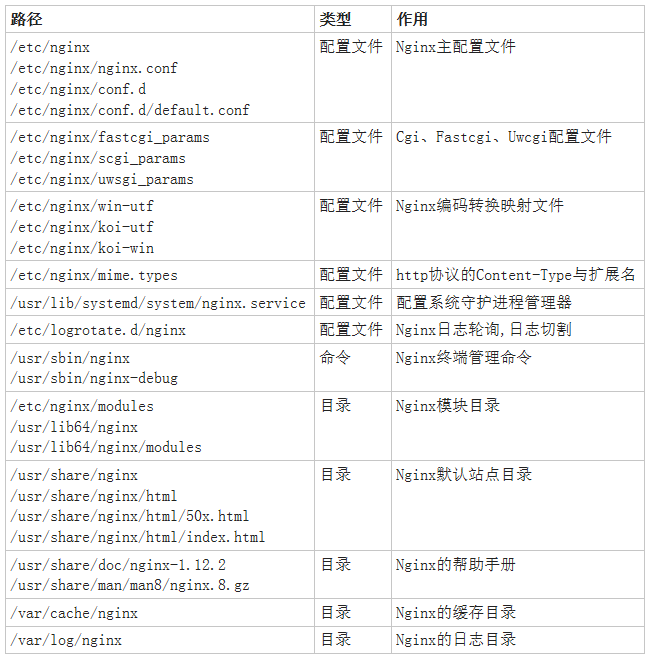 路径 类型 作用
/etc/nginx 配置文件 Nginx主配置文件
/etc/nginx/nginx.conf
/etc/nginx/conf.d
/etc/nginx/conf.d/default.conf
/etc/nginx/fastcgi_params 配置文件 Cgi、Fastcgi、Uwcgi配置文件
/etc/nginx/scgi_params
/etc/nginx/uwsgi_params
/etc/nginx/win-utf 配置文件 Nginx编码转换映射文件
/etc/nginx/koi-utf
/etc/nginx/koi-win
/etc/nginx/mime.types 配置文件 http协议的Content-Type与扩展名
/usr/lib/systemd/system/nginx.service 配置文件 配置系统守护进程管理器
/etc/logrotate.d/nginx 配置文件 Nginx日志轮询,日志切割
/usr/sbin/nginx 命令 Nginx终端管理命令
/usr/sbin/nginx-debug
/etc/nginx/modules 目录 Nginx模块目录
/usr/lib64/nginx
/usr/lib64/nginx/modules
/usr/share/nginx 目录 Nginx默认站点目录
/usr/share/nginx/html
/usr/share/nginx/html/50x.html
/usr/share/nginx/html/index.html
/usr/share/doc/nginx-1.12.2 目录 Nginx的帮助手册
/usr/share/man/man8/nginx.8.gz
/var/cache/nginx 目录 Nginx的缓存目录
/var/log/nginx 目录 Nginx的日志目录